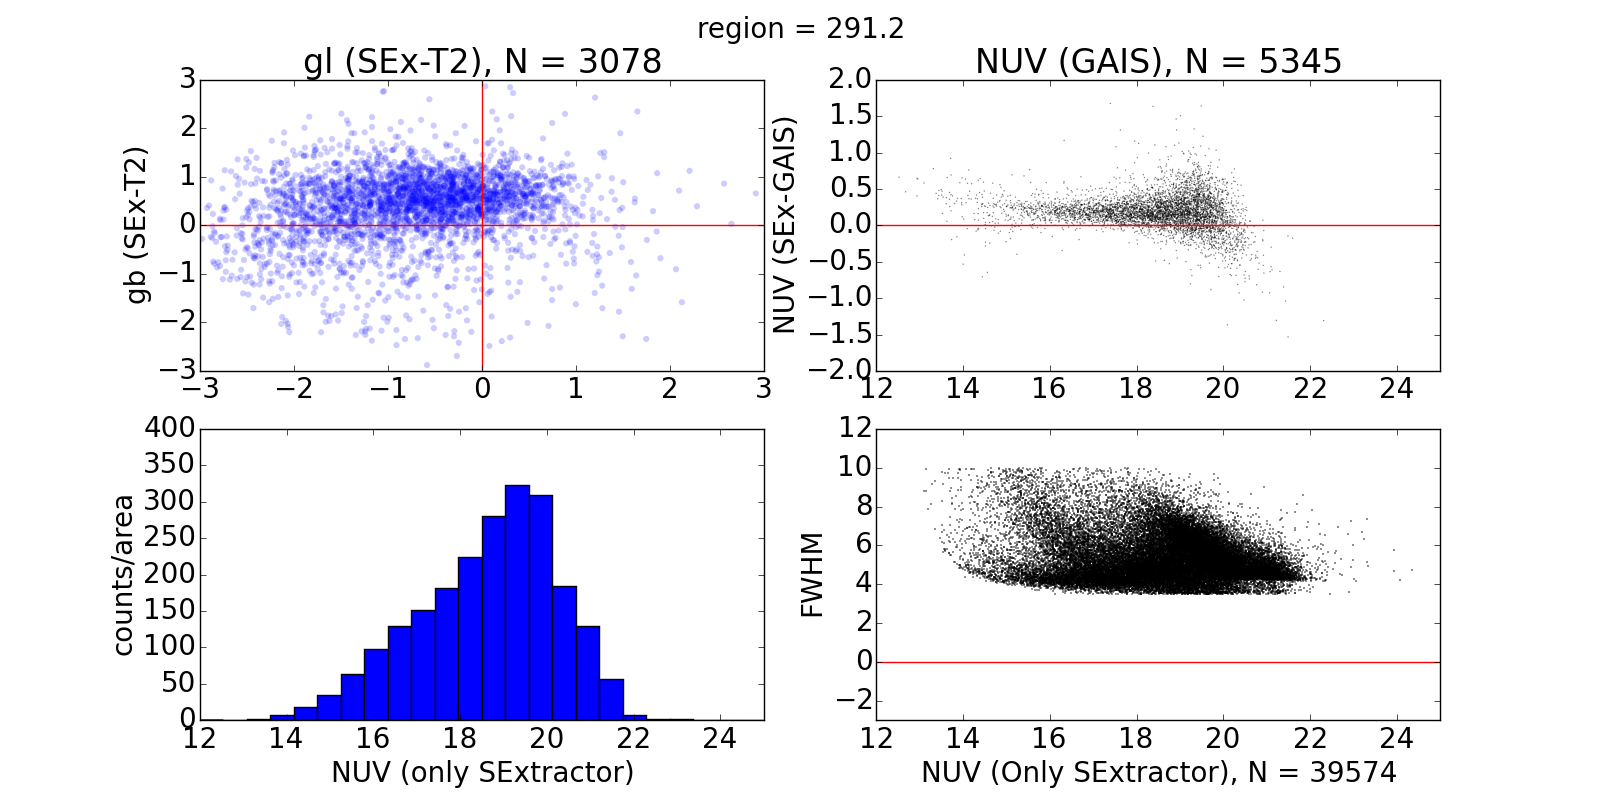 region = 291.2
gl (SEx-T2), N = 3078
3
2
1
0
−1
−2
−3
gb (SEx-T2)
−3 −2 −1 0 1 2 3
NUV (GAIS), N = 5345
2.0
1.5
1.0
0.5
0.0
−0.5
−1.0
−1.5
−2.0
NUV (SEx-GAIS)
12 14 16 18 20 22 24
400
350
300
250
200
150
100
50
0
counts/area
12 14 16 18 20 22 24
NUV (only SExtractor)
12
10
8
6
4
2
0
−2
FWHM
12 14 16 18 20 22 24
NUV (Only SExtractor), N = 39574